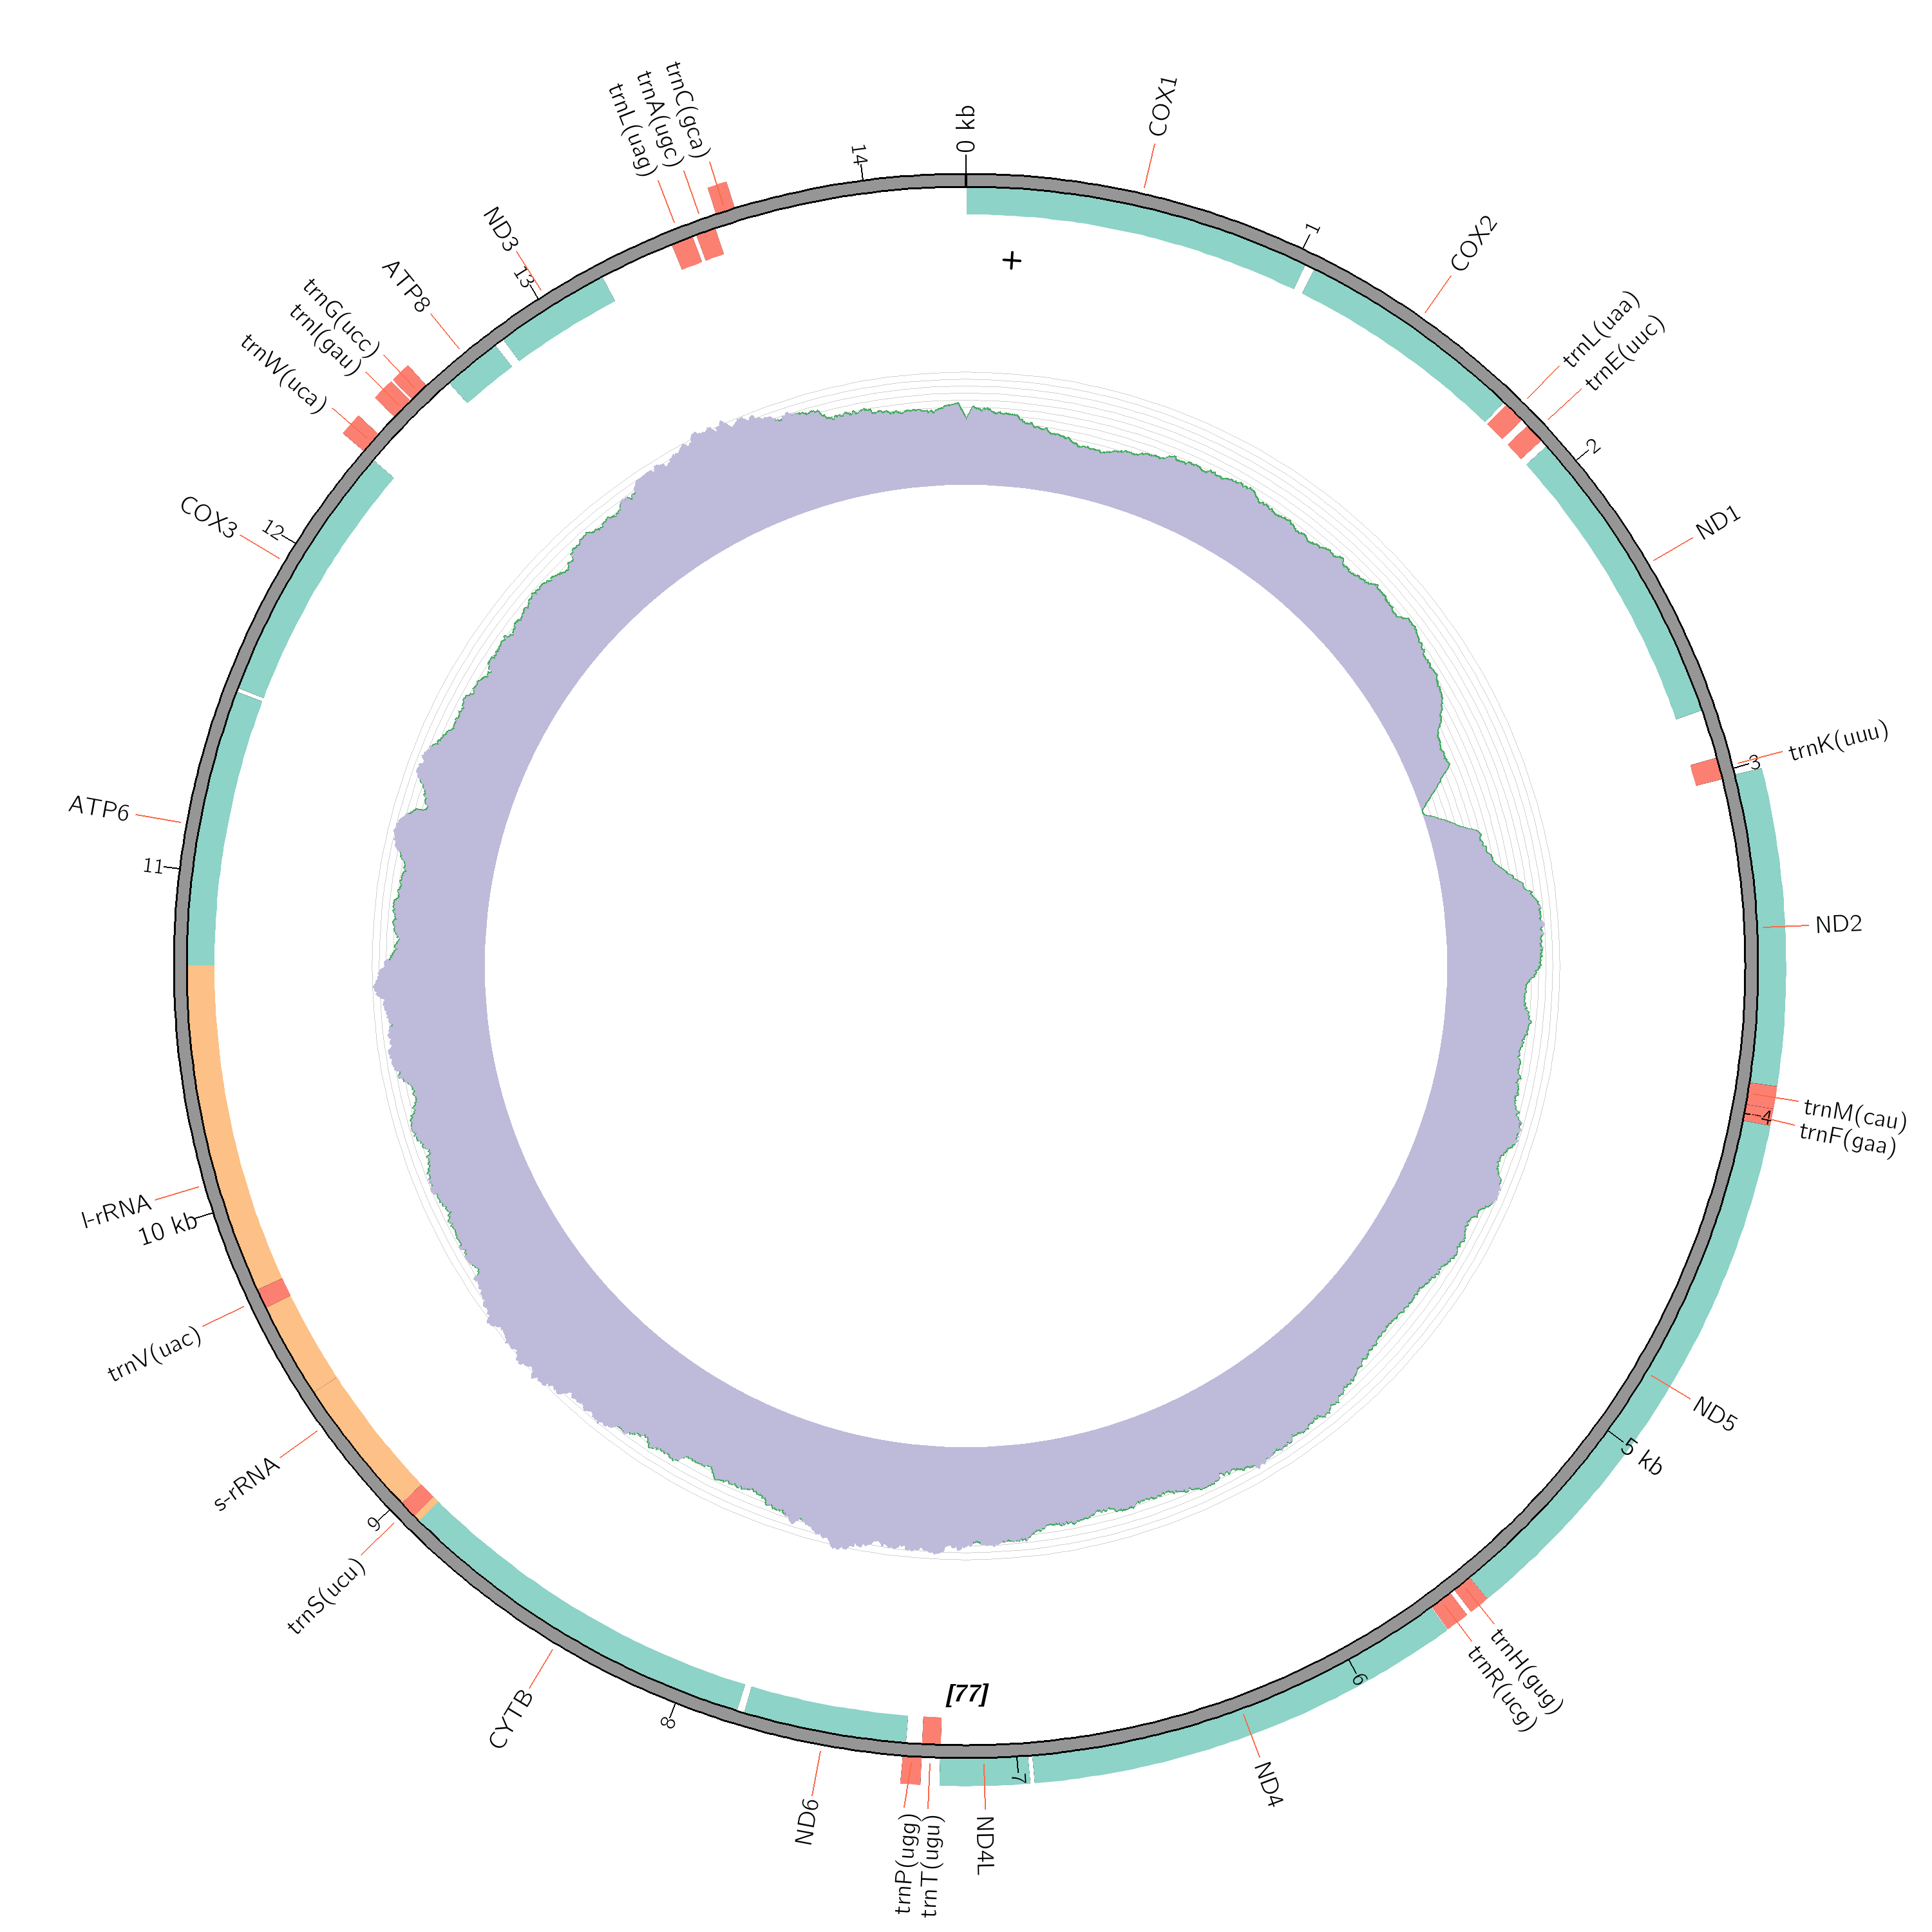 0 kb
COX1
1
COX2
trnL(uaa)
trnE(uuc)
2
ND1
trnK(uuu)
3
ND2
trnM(cau)
4
trnF(gaa)
ND5
5 kb
trnH(gug)
trnR(ucg)
6
ND4
7
ND4L
trnT(ugu)
trnP(ugg)
ND6
8
CYTB
trnS(ucu)
9
s-rRNA
trnV(uac)
10 kb
l-rRNA
11
ATP6
12
COX3
trnW(uca)
trnI(gau)
trnG(ucc)
ATP8
13
ND3
trnL(uag)
trnA(ugc)
trnC(gca)
14
+
[77]